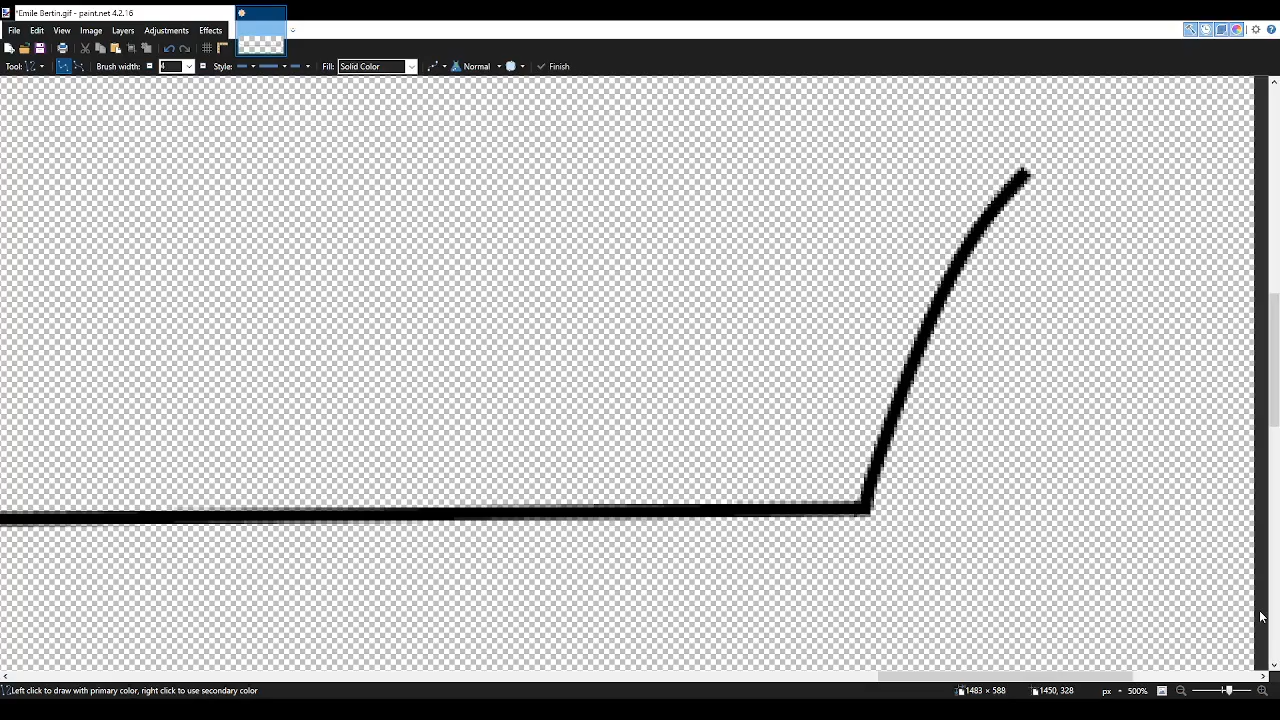 *Emile Bertin.gif - paint.net 4.2.16
File Edit View Image Layers Adjustments Effects
Tool: Brush width: 4 Style: Fill: Solid Color Normal Finish
Left click to draw with primary color, right click to use secondary color 1483 × 588 1450, 328 px 500%